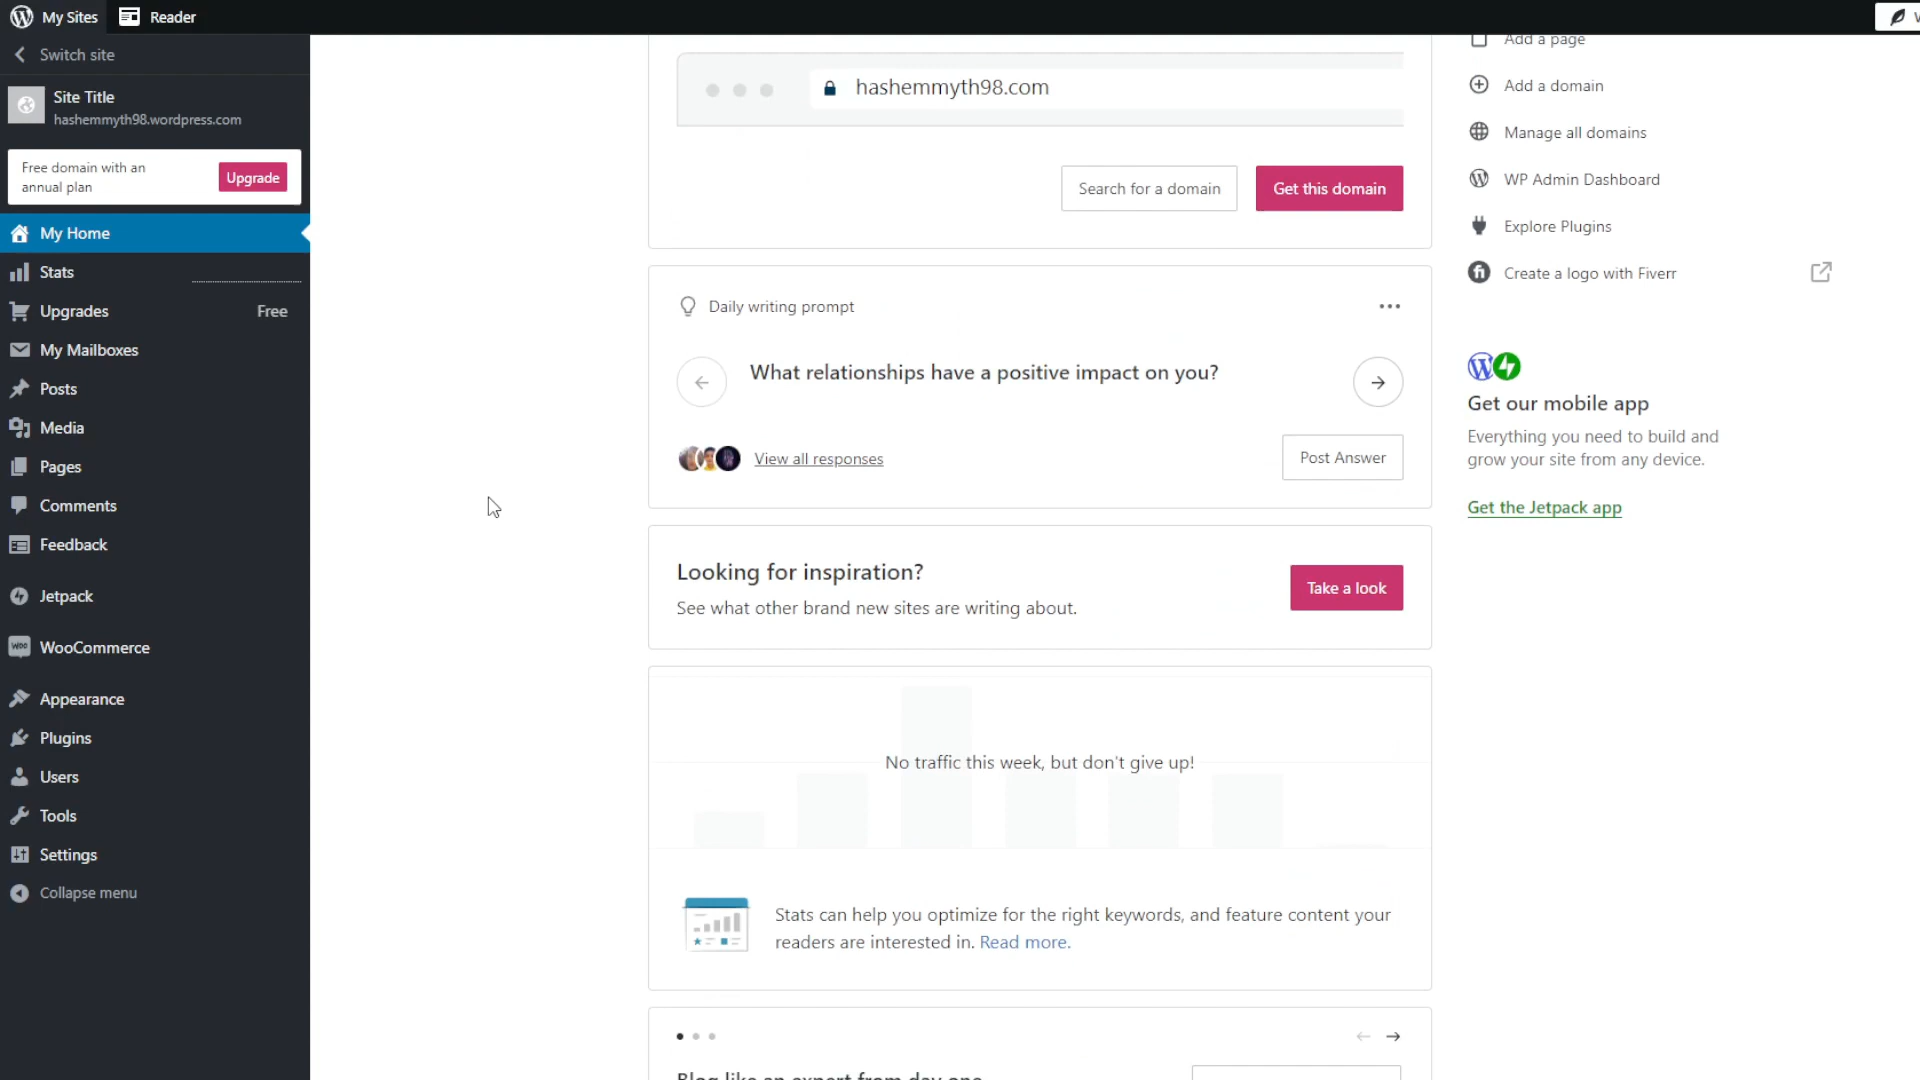 My Sites
Reader
Switch site
Site Title
hashemmyth98.wordpress.com
Free domain with an
annual plan
Upgrade
My Home
Stats
Upgrades
Free
My Mailboxes
Posts
Media
Pages
Comments
Feedback
Jetpack
WooCommerce
Appearance
Plugins
Users
Tools
Settings
Collapse menu
hashemmyth98.com
Search for a domain
Get this domain
Daily writing prompt
What relationships have a positive impact on you?
View all responses
Post Answer
Looking for inspiration?
See what other brand new sites are writing about.
Take a look
No traffic this week, but don't give up!
Stats can help you optimize for the right keywords, and feature content your
readers are interested in. Read more.
Blog like an expert from day one
Add a page
Add a domain
Manage all domains
WP Admin Dashboard
Explore Plugins
Create a logo with Fiverr
Get our mobile app
Everything you need to build and
grow your site from any device.
Get the Jetpack app